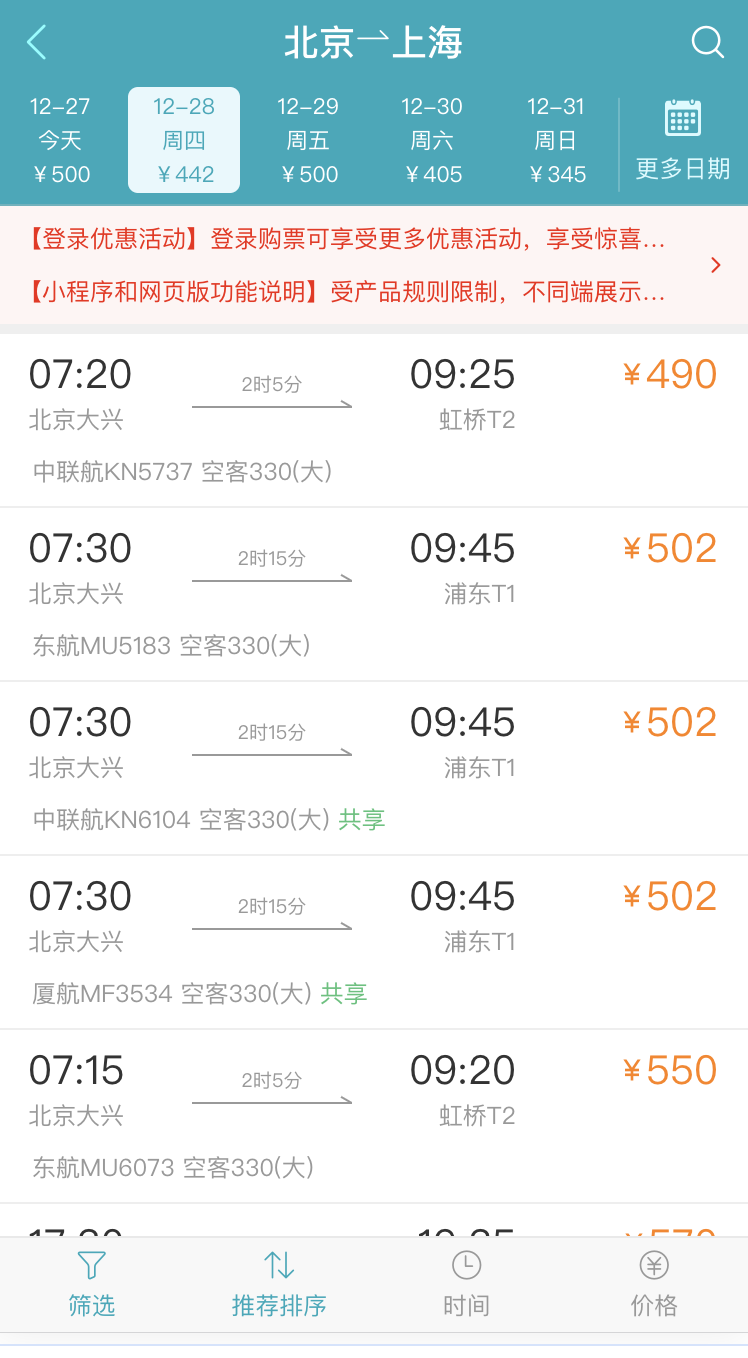 北京 上海
12-27 12-28 12-29 12-30 12-31
今天 周四 周五 周六 周日
¥500 ¥442 ¥500 ¥405 ¥345
更多日期
【登录优惠活动】登录购票可享受更多优惠活动，享受惊喜...
【小程序和网页版功能说明】受产品规则限制，不同端展示...
07:20 2时5分 09:25 ¥490
北京大兴 虹桥T2
中联航KN5737 空客330(大)
07:30 2时15分 09:45 ¥502
北京大兴 浦东T1
东航MU5183 空客330(大)
07:30 2时15分 09:45 ¥502
北京大兴 浦东T1
中联航KN6104 空客330(大) 共享
07:30 2时15分 09:45 ¥502
北京大兴 浦东T1
厦航MF3534 空客330(大) 共享
07:15 2时5分 09:20 ¥550
北京大兴 虹桥T2
东航MU6073 空客330(大)
筛选 推荐排序 时间 价格